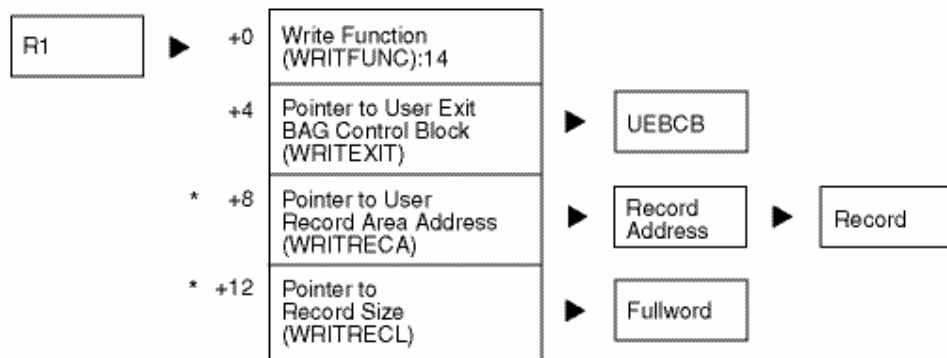 R1
+0 Write Function
(WRITFUNC):14
+4 Pointer to User Exit
BAG Control Block
(WRITEXIT)
UEBCB
* +8 Pointer to User
Record Area Address
(WRITRECA)
Record
Address
Record
* +12 Pointer to
Record Size
(WRITRECL)
Fullword